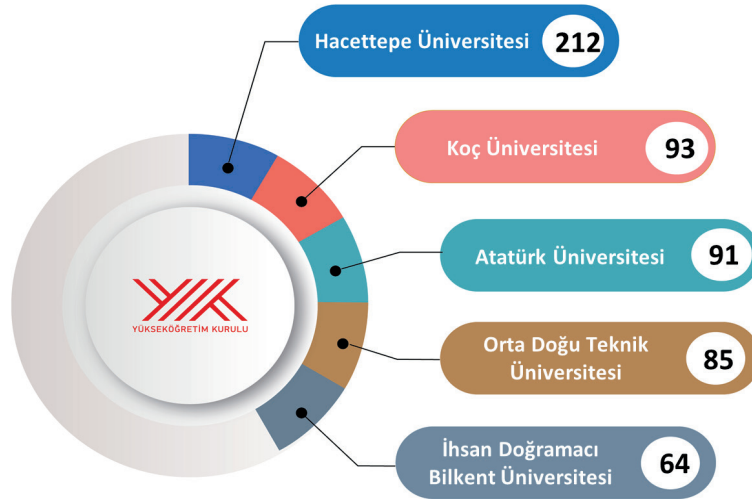 Hacettepe Üniversitesi 212
Koç Üniversitesi 93
Atatürk Üniversitesi 91
YÜKSEKÖĞRETİM KURULU
Orta Doğu Teknik
Üniversitesi 85
İhsan Doğramacı
Bilkent Üniversitesi 64